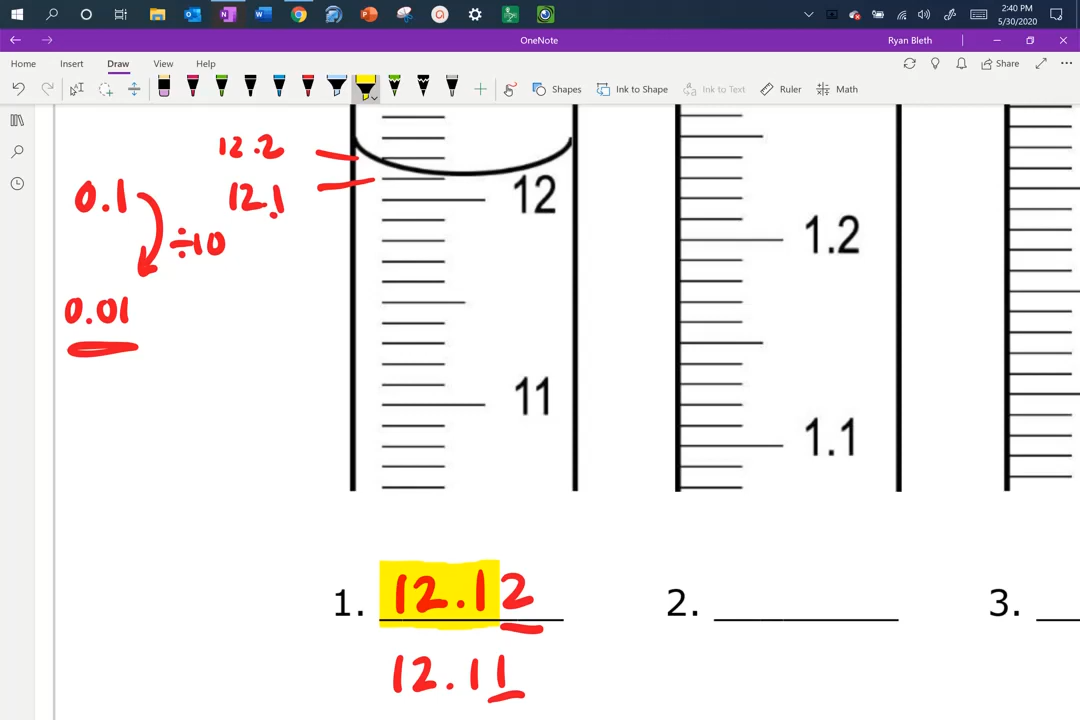 2:40 PM
5/30/2020
OneNote
Ryan Bleth
Home Insert Draw View Help
Share
Shapes Ink to Shape Ink to Text Ruler Math
12.2
0.1 12.1
÷10
0.01
12
11
1.2
1.1
1. 12.12 2. 3.
12.11